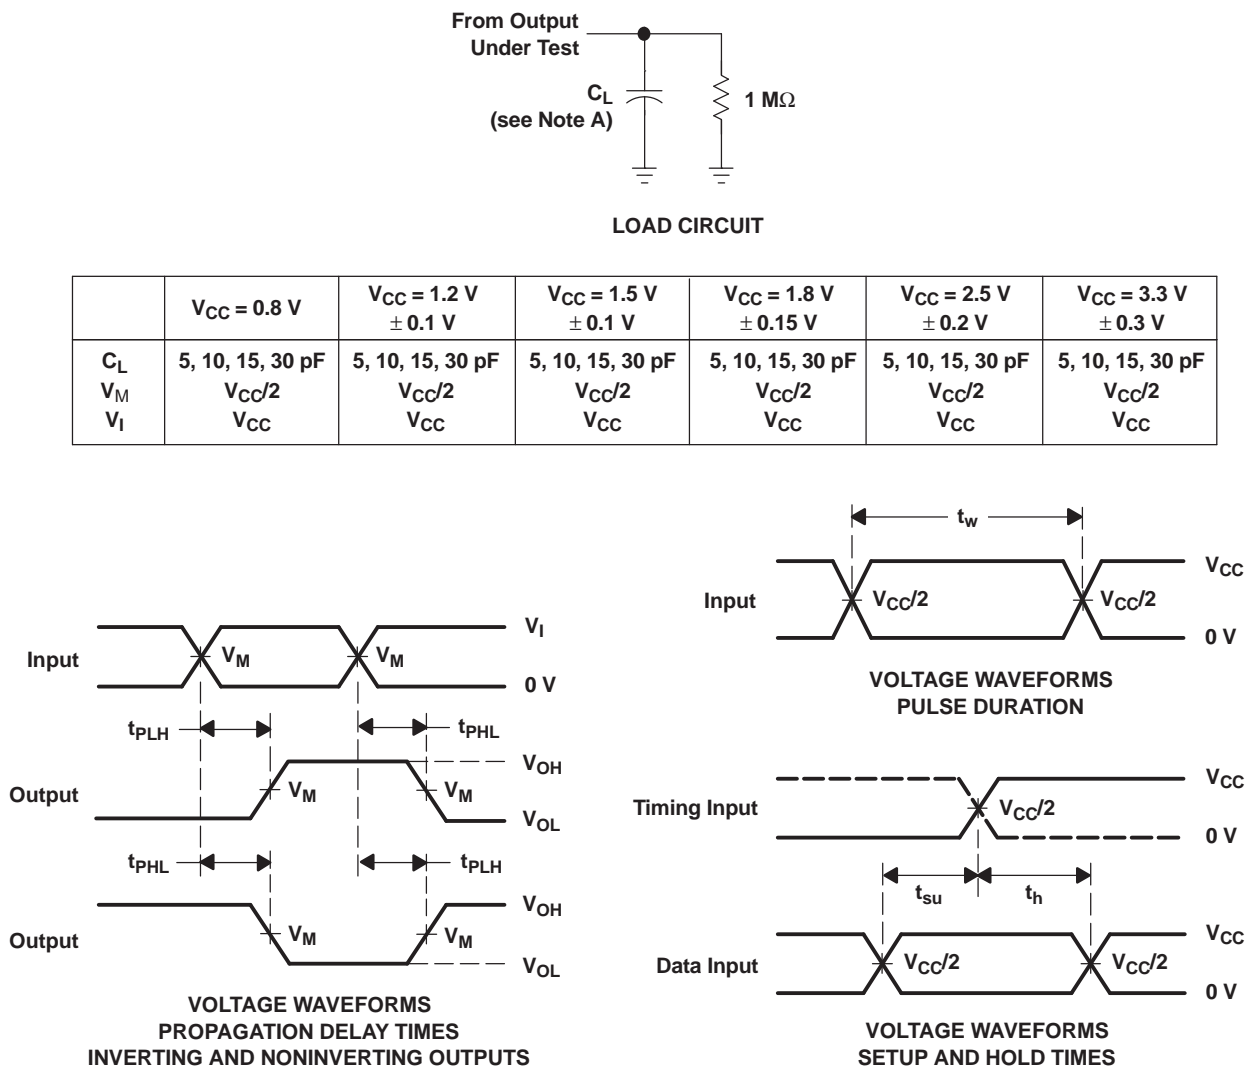 From Output
Under Test
CL
(see Note A)
1 MΩ
LOAD CIRCUIT
VCC = 0.8 V
VCC = 1.2 V
± 0.1 V
VCC = 1.5 V
± 0.1 V
VCC = 1.8 V
± 0.15 V
VCC = 2.5 V
± 0.2 V
VCC = 3.3 V
± 0.3 V
CL 5, 10, 15, 30 pF 5, 10, 15, 30 pF 5, 10, 15, 30 pF 5, 10, 15, 30 pF 5, 10, 15, 30 pF 5, 10, 15, 30 pF
VM VCC/2 VCC/2 VCC/2 VCC/2 VCC/2 VCC/2
VI VCC VCC VCC VCC VCC VCC
Input
VM
VM
VI
0 V
tPLH
tPHL
Output
VM
VM
VOH
VOL
tPHL
tPLH
Output
VM
VM
VOH
VOL
VOLTAGE WAVEFORMS
PROPAGATION DELAY TIMES
INVERTING AND NONINVERTING OUTPUTS
tw
Input
VCC/2
VCC/2
VCC
0 V
VOLTAGE WAVEFORMS
PULSE DURATION
Timing Input
VCC/2
VCC
0 V
tsu
th
Data Input
VCC/2
VCC/2
VCC
0 V
VOLTAGE WAVEFORMS
SETUP AND HOLD TIMES